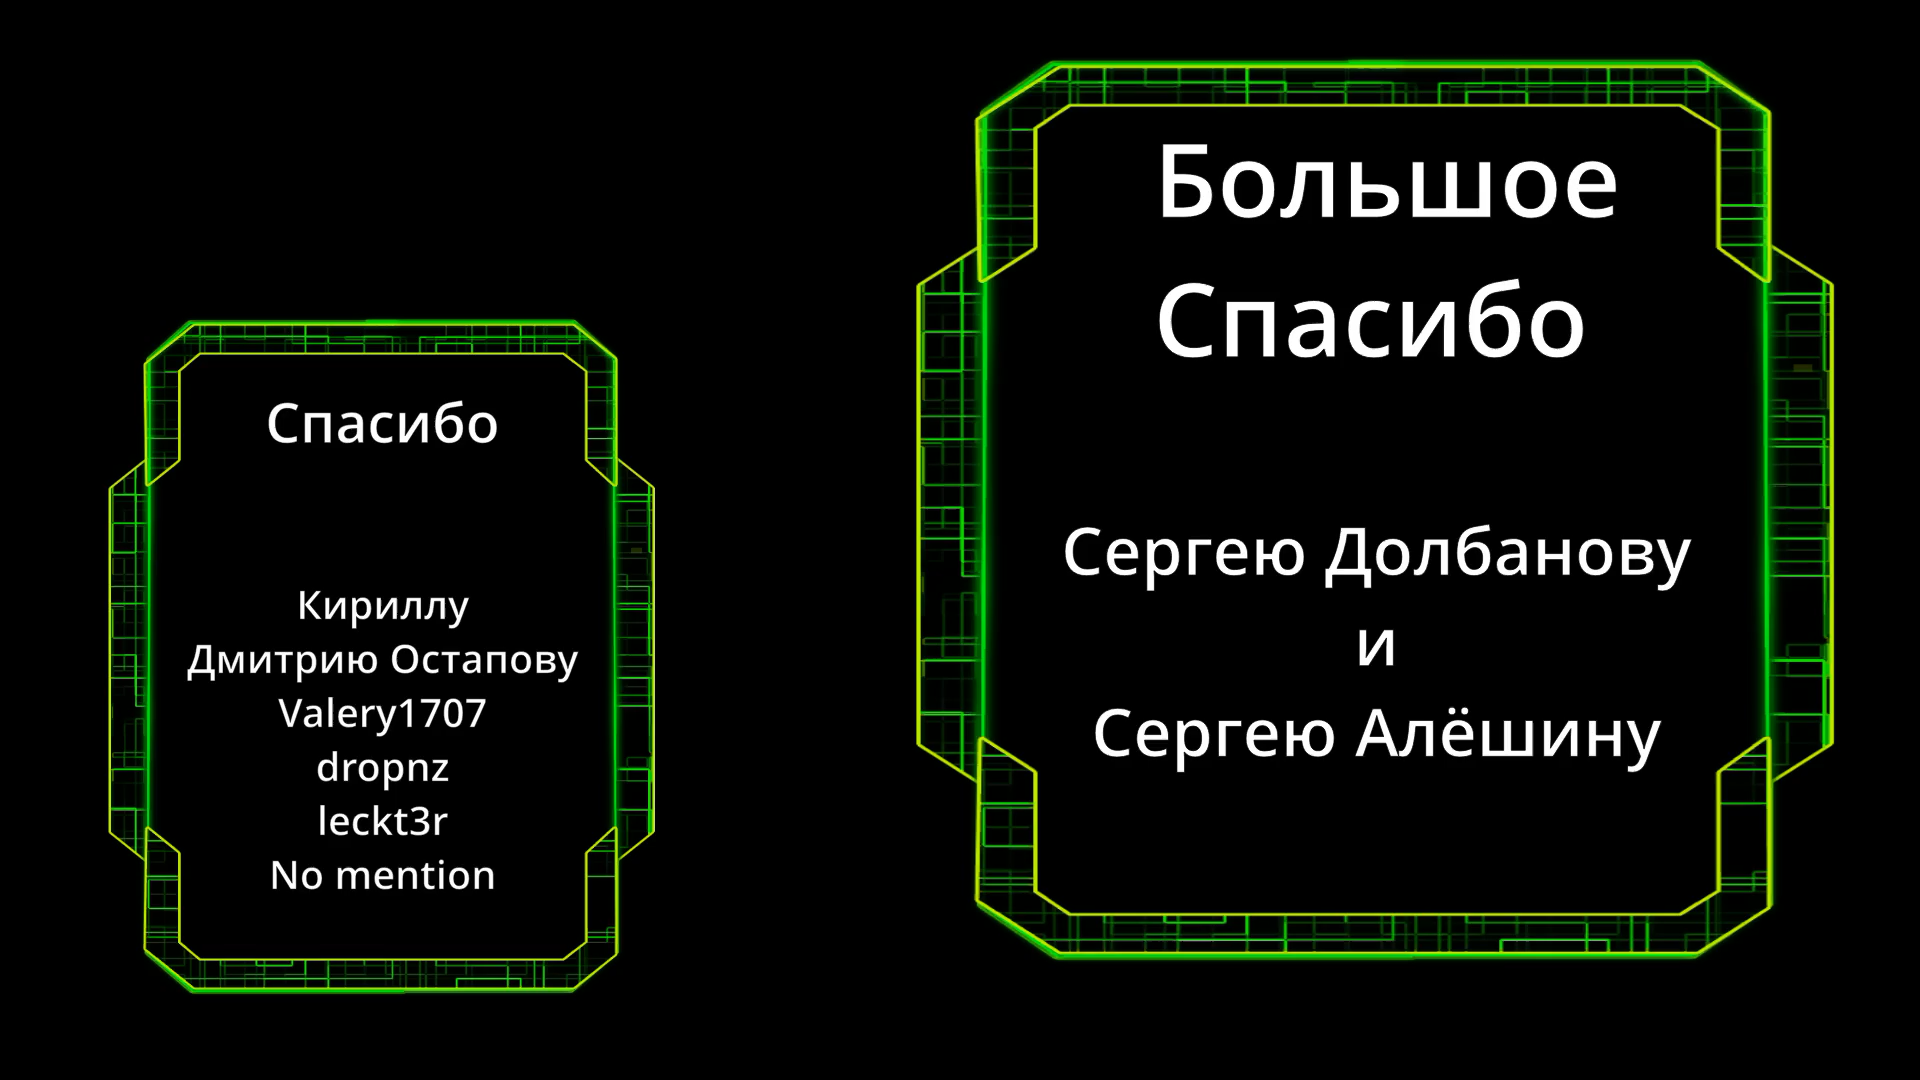 Спасибо
Кириллу
Дмитрию Остапову
Valery1707
dropnz
leckt3r
No mention
Большое
Спасибо
Сергею Долбанову
и
Сергею Алёшину